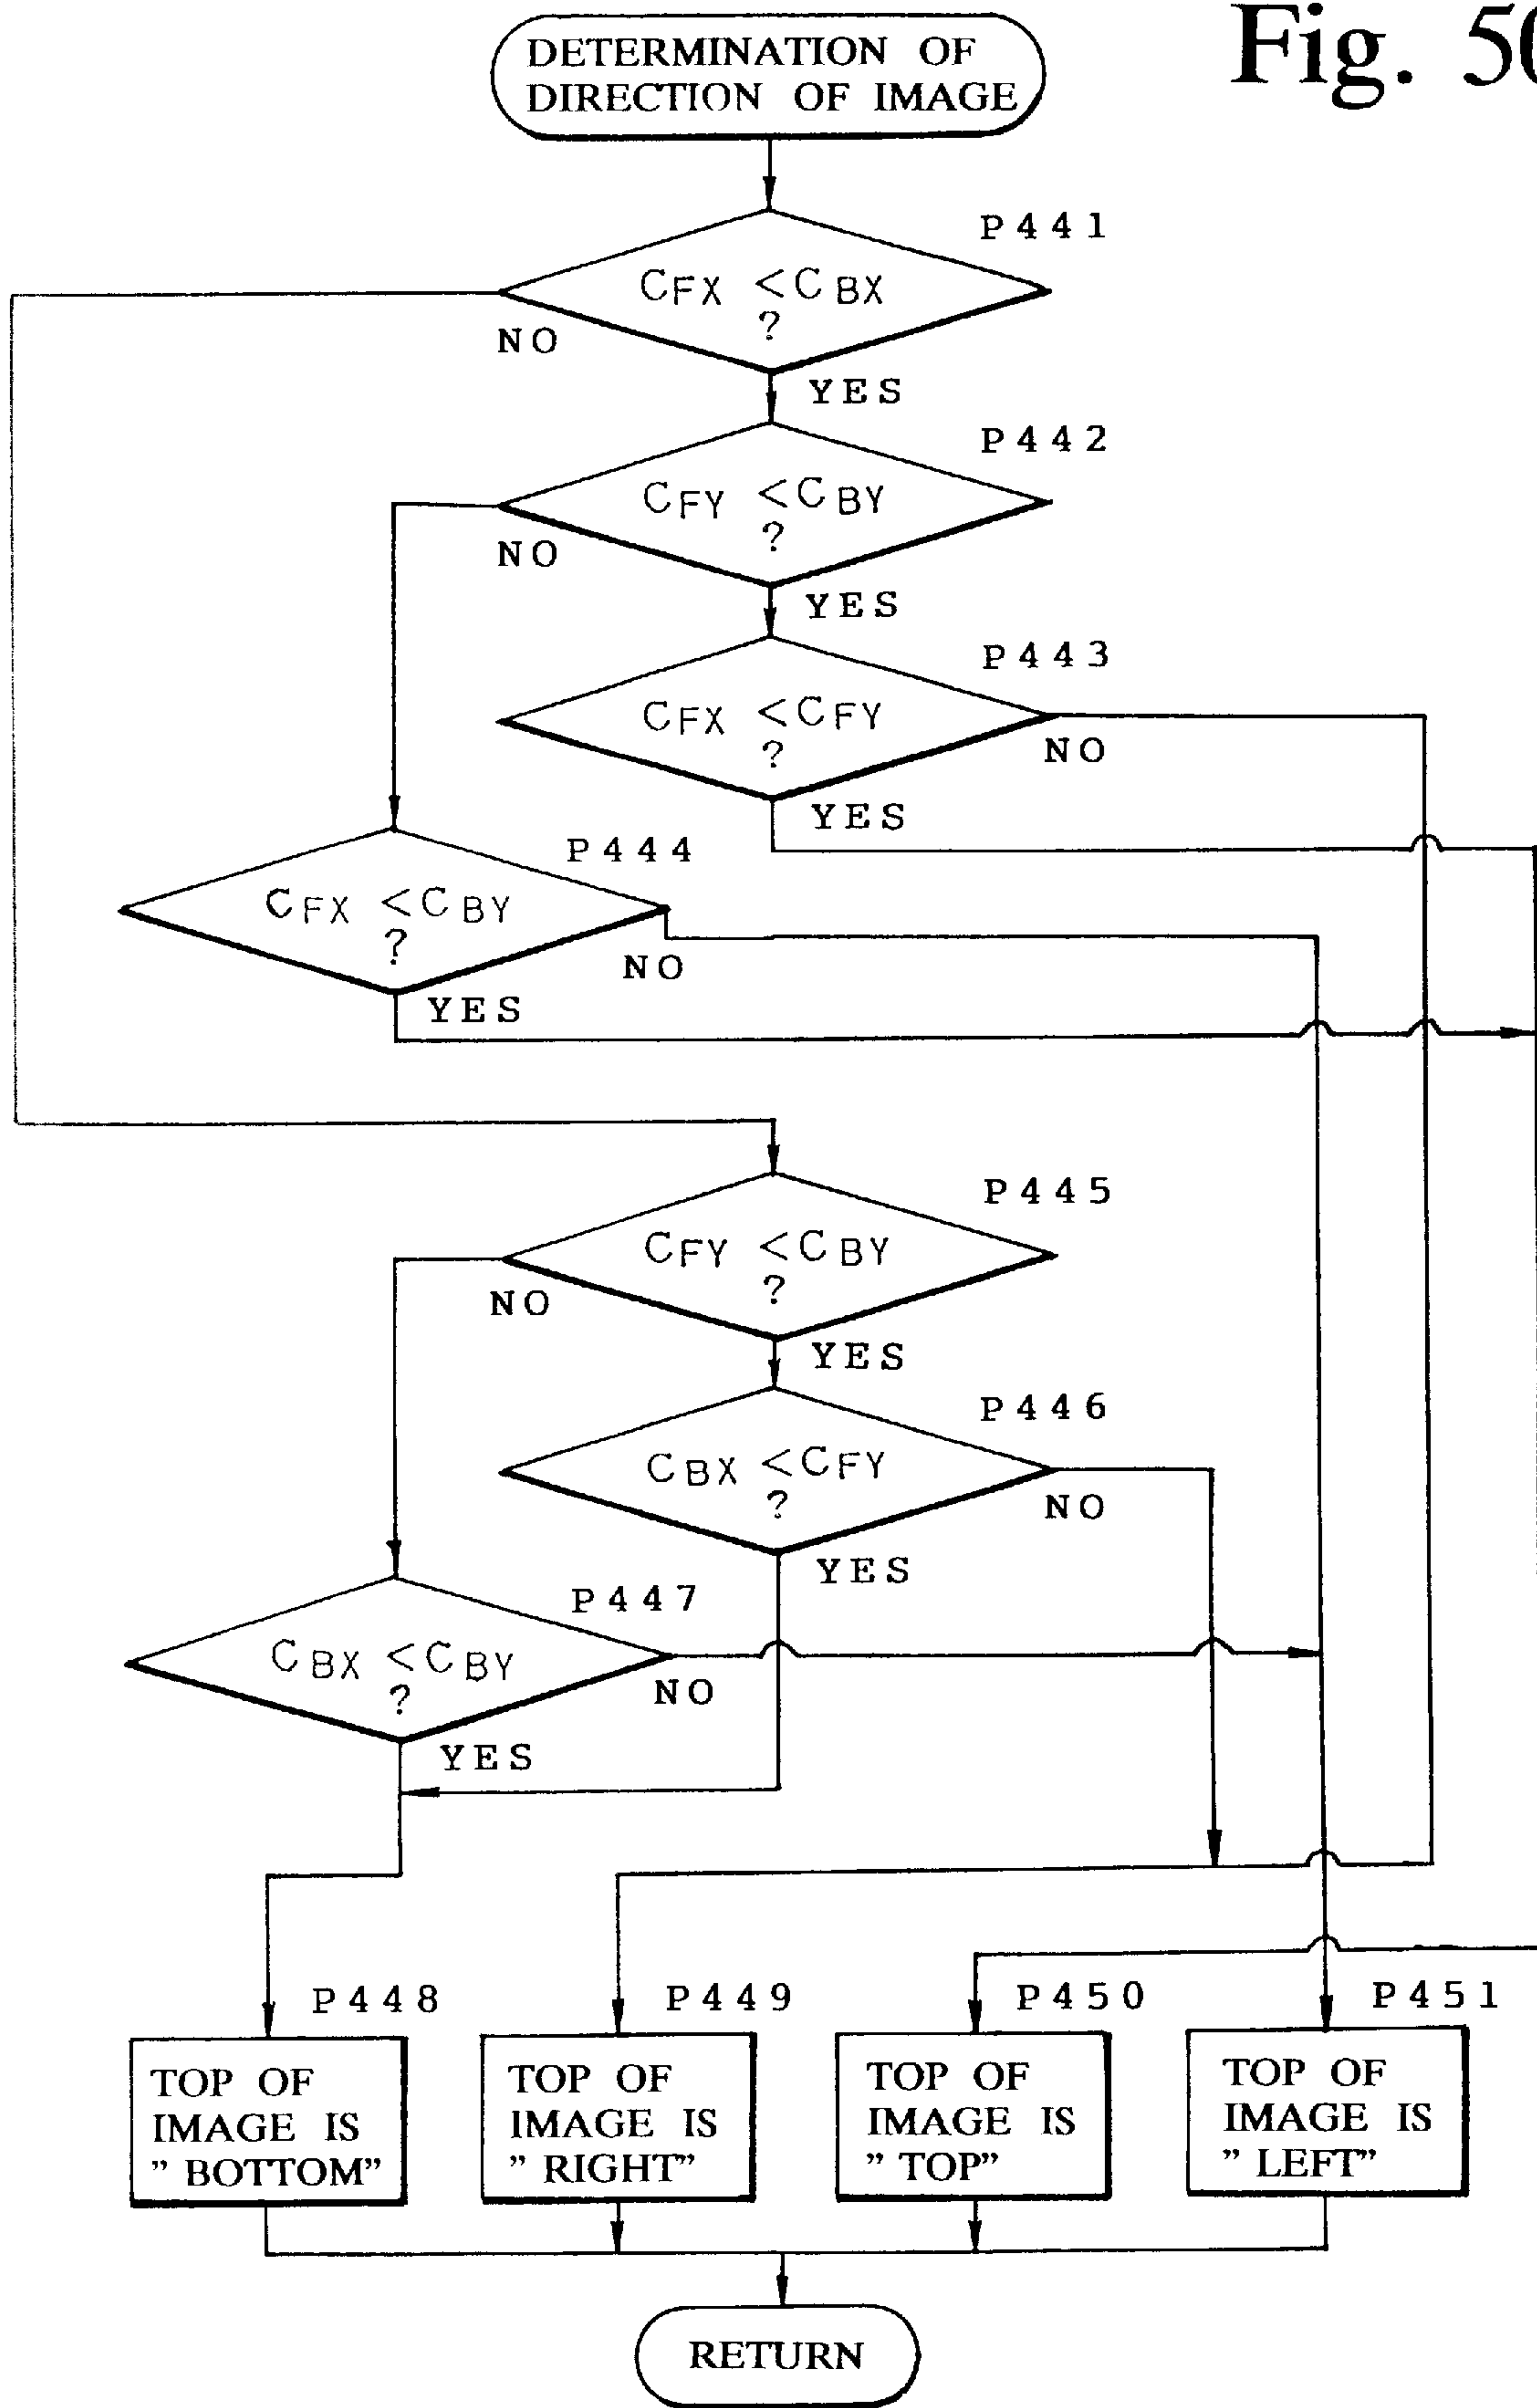 Fig. 50
DETERMINATION OF
DIRECTION OF IMAGE
P441
CFX < CBX
?
NO
YES
P442
CFY < CBY
?
NO
YES
P443
CFX < CFY
?
NO
YES
P444
CFX < CBY
?
NO
YES
P445
CFY < CBY
?
NO
YES
P446
CBX < CFY
?
NO
YES
P447
CBX < CBY
?
NO
YES
P448
TOP OF
IMAGE IS
" BOTTOM"
P449
TOP OF
IMAGE IS
" RIGHT"
P450
TOP OF
IMAGE IS
" TOP"
P451
TOP OF
IMAGE IS
" LEFT"
RETURN